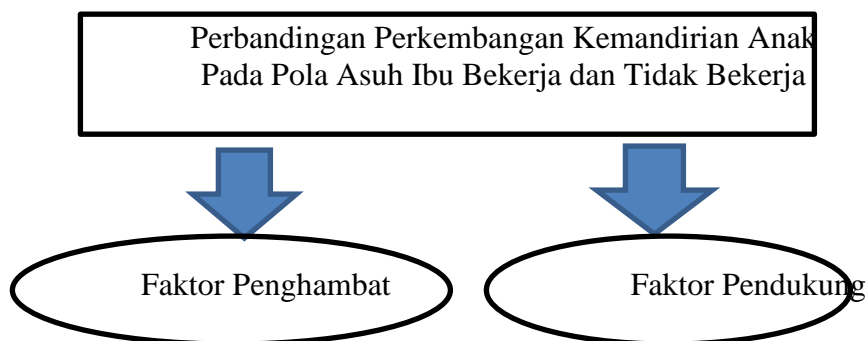 Perbandingan Perkembangan Kemandirian Anak
Pada Pola Asuh Ibu Bekerja dan Tidak Bekerja
Faktor Penghambat
Faktor Pendukung